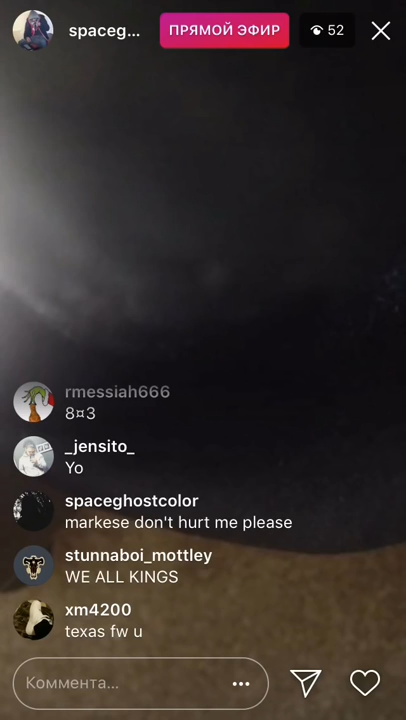 spaceg...
ПРЯМОЙ ЭФИР
52
rmessiah666
8¤3
_jensito_
Yo
spaceghostcolor
markese don't hurt me please
stunnaboi_mottley
WE ALL KINGS
xm4200
texas fw u
Коммента...